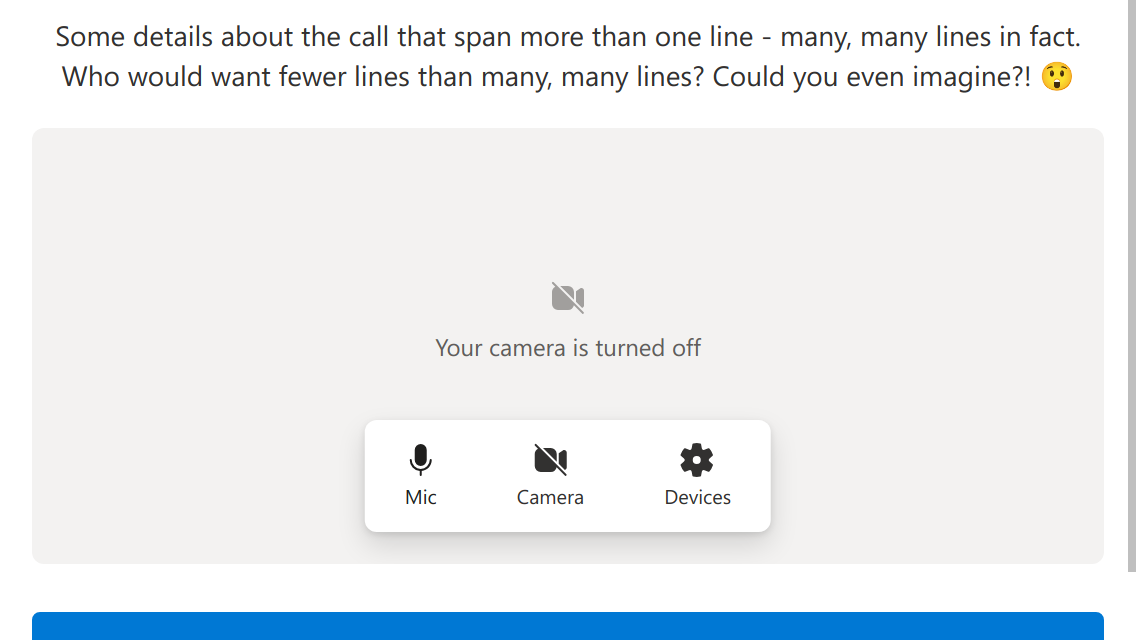 Some details about the call that span more than one line - many, many lines in fact.
Who would want fewer lines than many, many lines? Could you even imagine?! 😲
Your camera is turned off
Mic
Camera
Devices